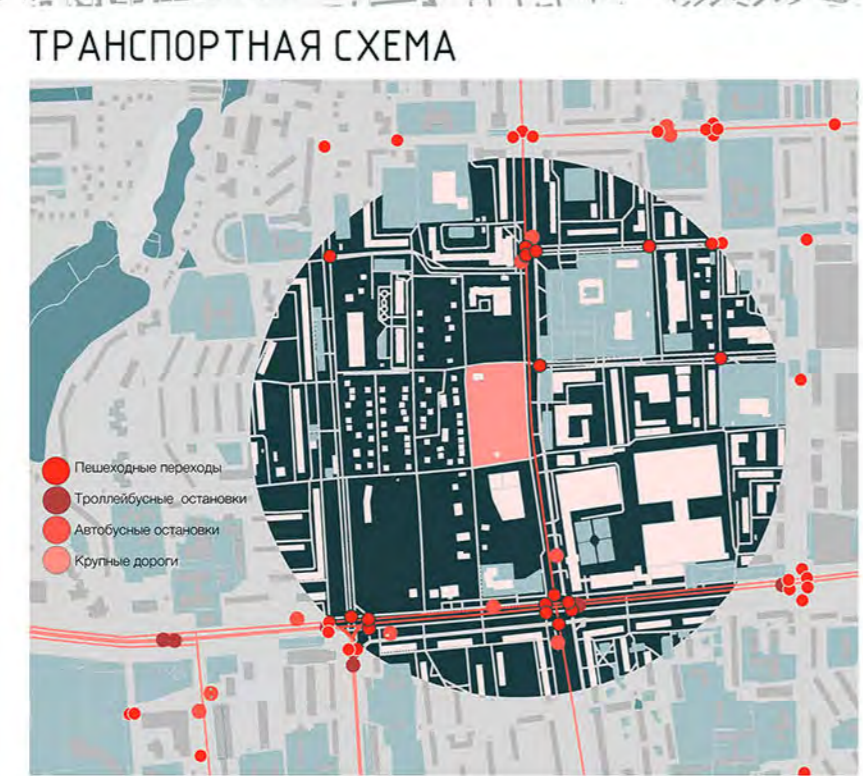 ТРАНСПОРТНАЯ СХЕМА
Пешеходные переходы
Троллейбусные остановки
Автобусные остановки
Крупные дороги